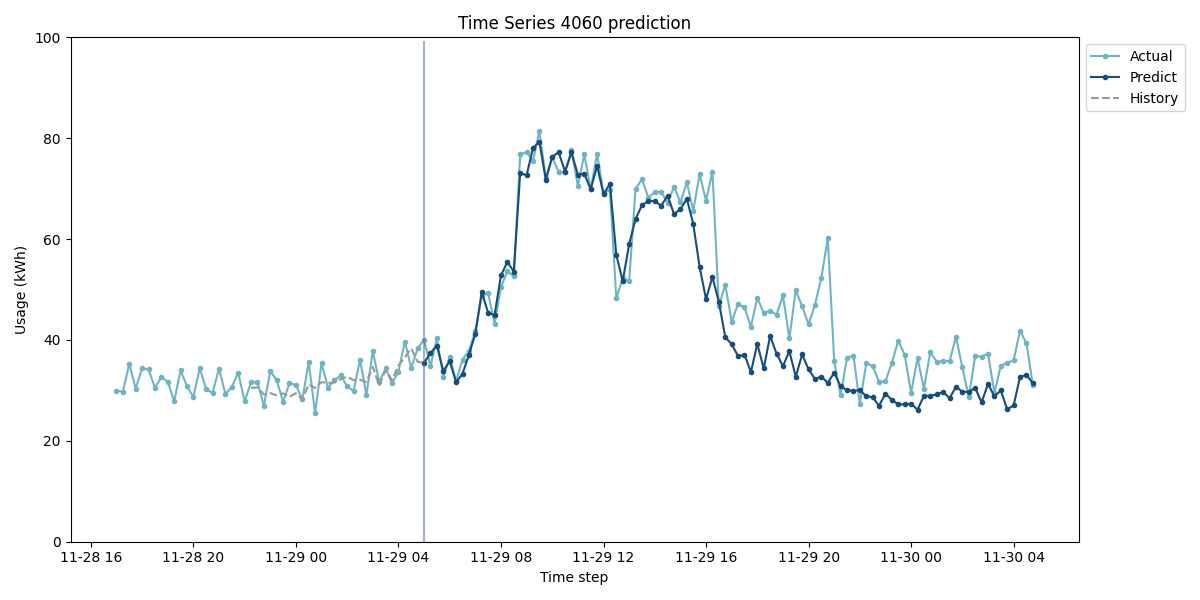 Time Series 4060 prediction
100
80
60
40
20
0
Usage (kWh)
11-28 16
11-28 20
11-29 00
11-29 04
11-29 08
11-29 12
11-29 16
11-29 20
11-30 00
11-30 04
Time step
Actual
Predict
History